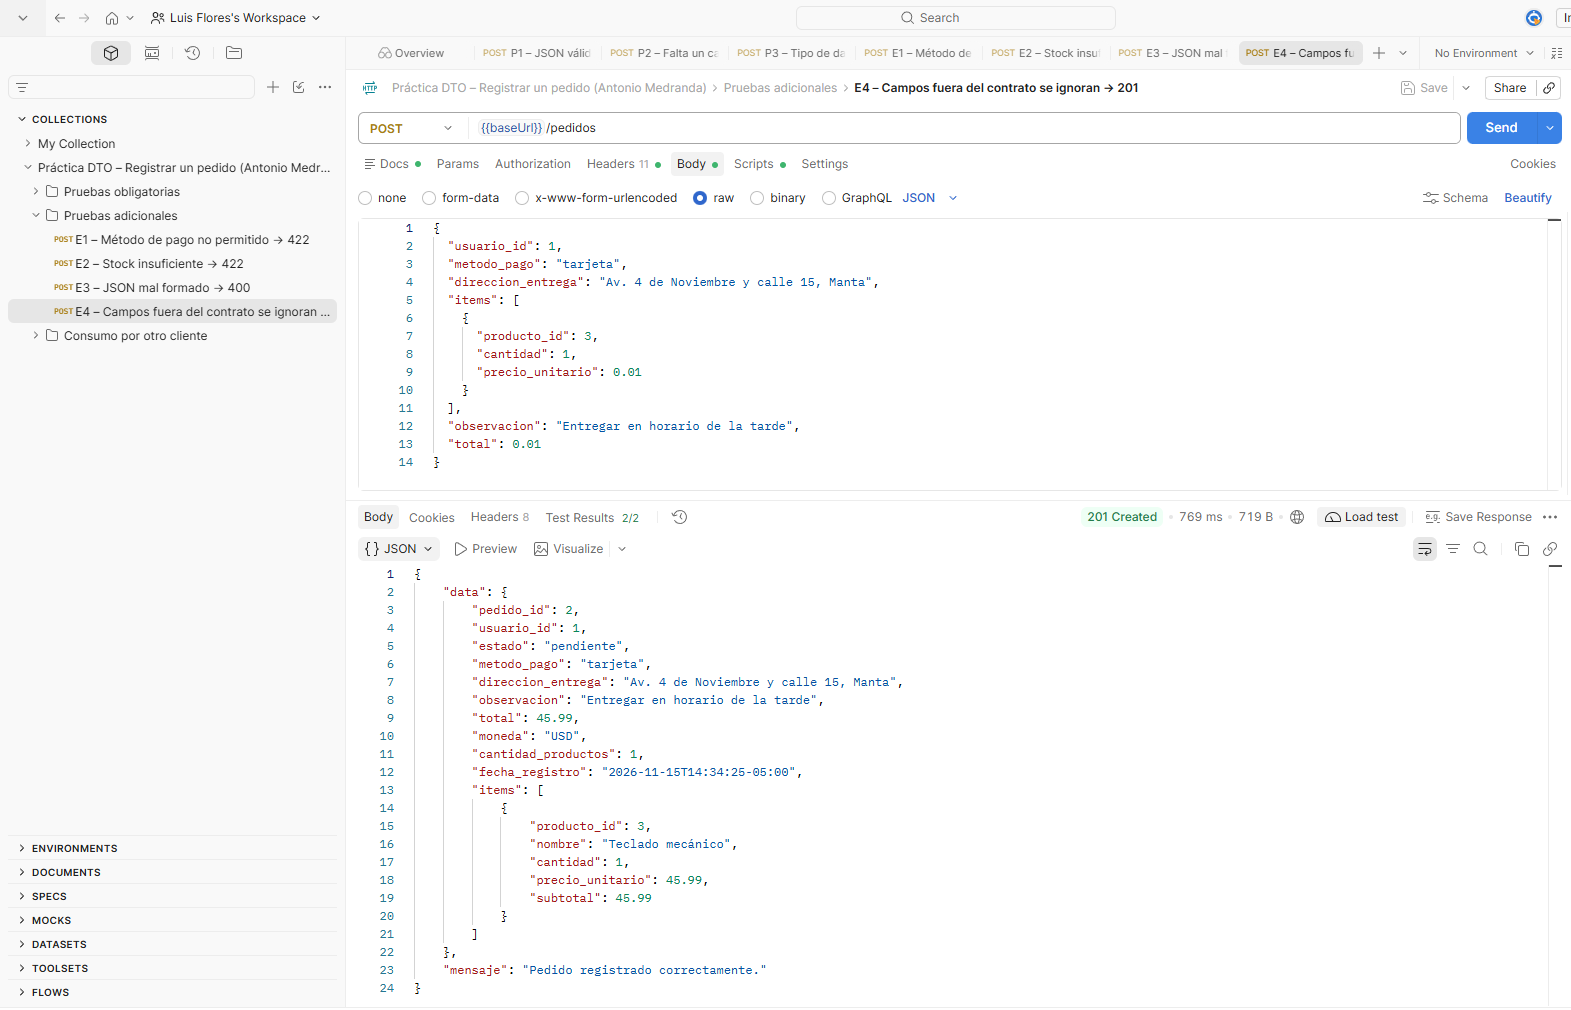 Luis Flores's Workspace
Search
In
Overview
POST P1 – JSON válid
POST P2 – Falta un ca
POST P3 – Tipo de da
POST E1 – Método de
POST E2 – Stock insuf
POST E3 – JSON mal
POST E4 – Campos fu
No Environment
HTTP Práctica DTO – Registrar un pedido (Antonio Medranda) > Pruebas adicionales > E4 – Campos fuera del contrato se ignoran → 201
Save
Share
COLLECTIONS
My Collection
Práctica DTO – Registrar un pedido (Antonio Medr...
Pruebas obligatorias
Pruebas adicionales
POST E1 – Método de pago no permitido → 422
POST E2 – Stock insuficiente → 422
POST E3 – JSON mal formado → 400
POST E4 – Campos fuera del contrato se ignoran ...
Consumo por otro cliente
ENVIRONMENTS
DOCUMENTS
SPECS
MOCKS
DATASETS
TOOLSETS
FLOWS
POST
{{baseUrl}} /pedidos
Send
Docs
Params
Authorization
Headers 11
Body
Scripts
Settings
Cookies
none
form-data
x-www-form-urlencoded
raw
binary
GraphQL
JSON
Schema
Beautify
1 {
2 "usuario_id": 1,
3 "metodo_pago": "tarjeta",
4 "direccion_entrega": "Av. 4 de Noviembre y calle 15, Manta",
5 "items": [
6 {
7 "producto_id": 3,
8 "cantidad": 1,
9 "precio_unitario": 0.01
10 }
11 ],
12 "observacion": "Entregar en horario de la tarde",
13 "total": 0.01
14 }
Body
Cookies
Headers 8
Test Results 2/2
201 Created
769 ms
719 B
Load test
e.g. Save Response
{} JSON
Preview
Visualize
1 {
2 "data": {
3 "pedido_id": 2,
4 "usuario_id": 1,
5 "estado": "pendiente",
6 "metodo_pago": "tarjeta",
7 "direccion_entrega": "Av. 4 de Noviembre y calle 15, Manta",
8 "observacion": "Entregar en horario de la tarde",
9 "total": 45.99,
10 "moneda": "USD",
11 "cantidad_productos": 1,
12 "fecha_registro": "2026-11-15T14:34:25-05:00",
13 "items": [
14 {
15 "producto_id": 3,
16 "nombre": "Teclado mecánico",
17 "cantidad": 1,
18 "precio_unitario": 45.99,
19 "subtotal": 45.99
20 }
21 ]
22 },
23 "mensaje": "Pedido registrado correctamente."
24 }